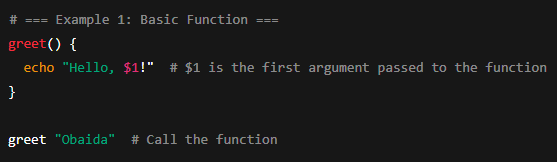 # === Example 1: Basic Function ===
greet() {
  echo "Hello, $1!"  # $1 is the first argument passed to the function
}
greet "Obaida"  # Call the function